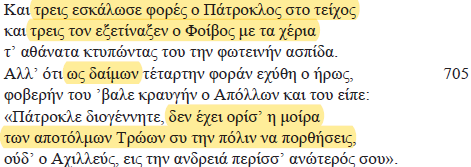 Και τρεις εσκάλωσε φορές ο Πάτροκλος στο τείχος
και τρεις τον εξετίναξεν ο Φοίβος με τα χέρια
τ’ αθάνατα κτυπώντας του την φωτεινήν ασπίδα.
Αλλ’ ότι ως δαίμων τέταρτην φοράν εχύθη ο ήρως, 705
φοβερήν του ’βαλε κραυγήν ο Απόλλων και του είπε:
«Πάτροκλε διογέννητε, δεν έχει ορίσ’ η μοίρα
των αποτόλμων Τρώων συ την πόλιν να πορθήσεις,
ούδ’ ο Αχιλλεύς, εις την ανδρειά περίσσ’ ανώτερός σου».